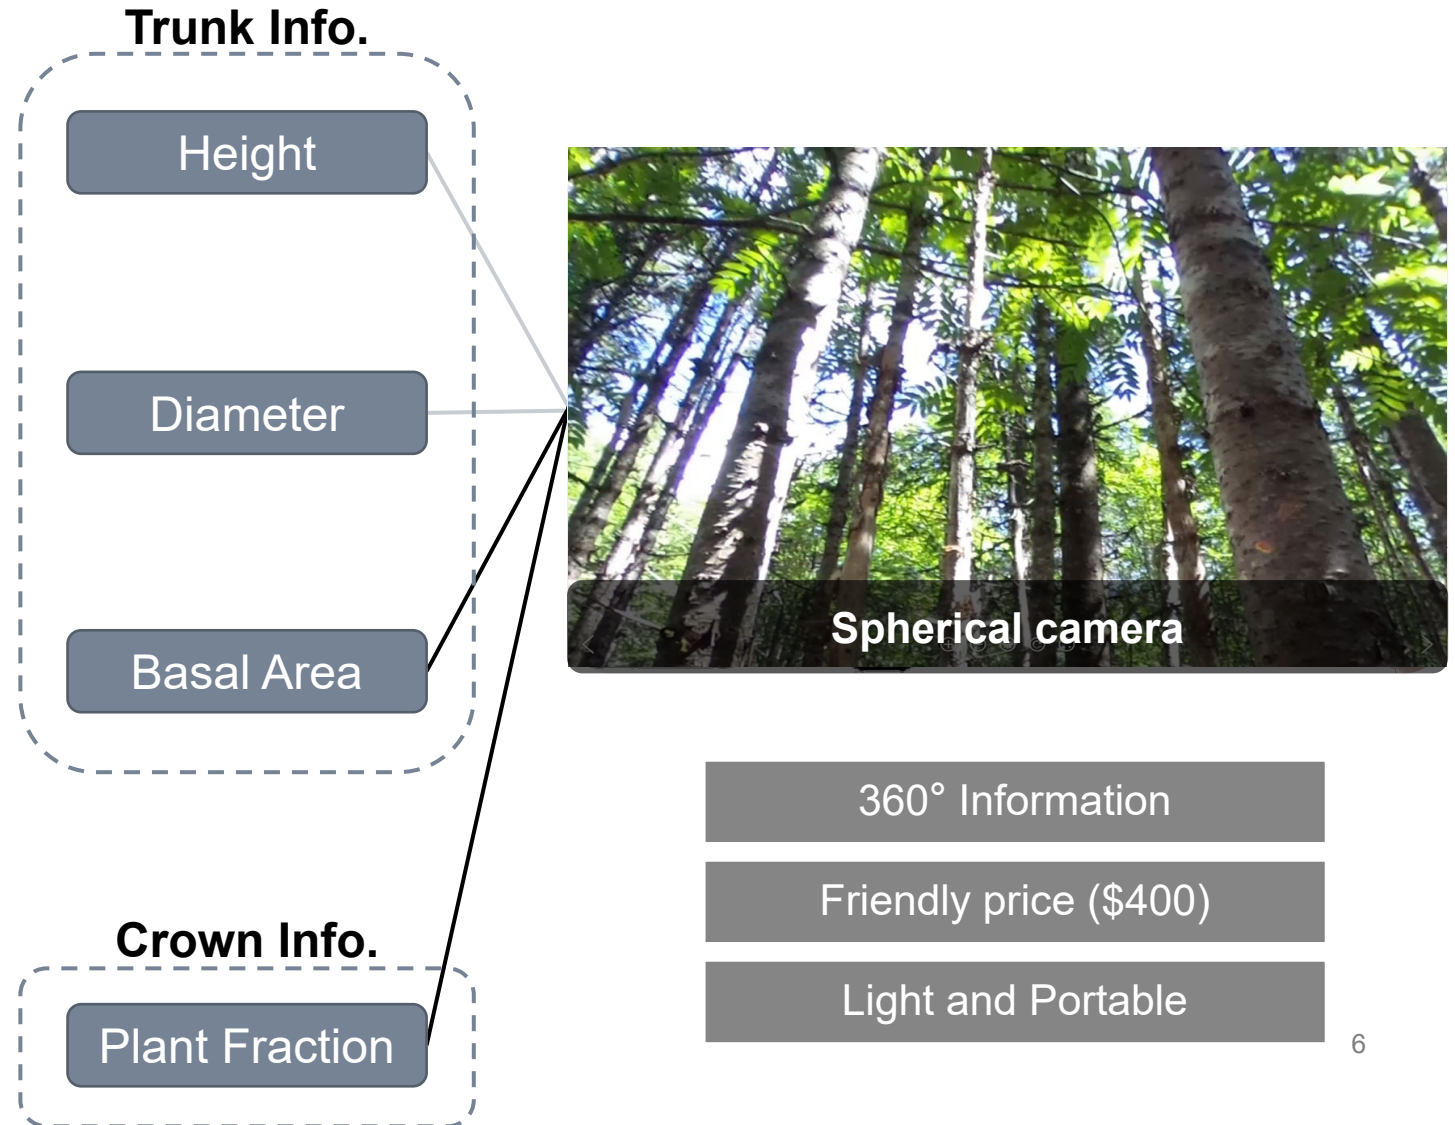 Trunk Info.
Height
Diameter
Basal Area
Crown Info.
Plant Fraction
Spherical camera
360° Information
Friendly price ($400)
Light and Portable
6